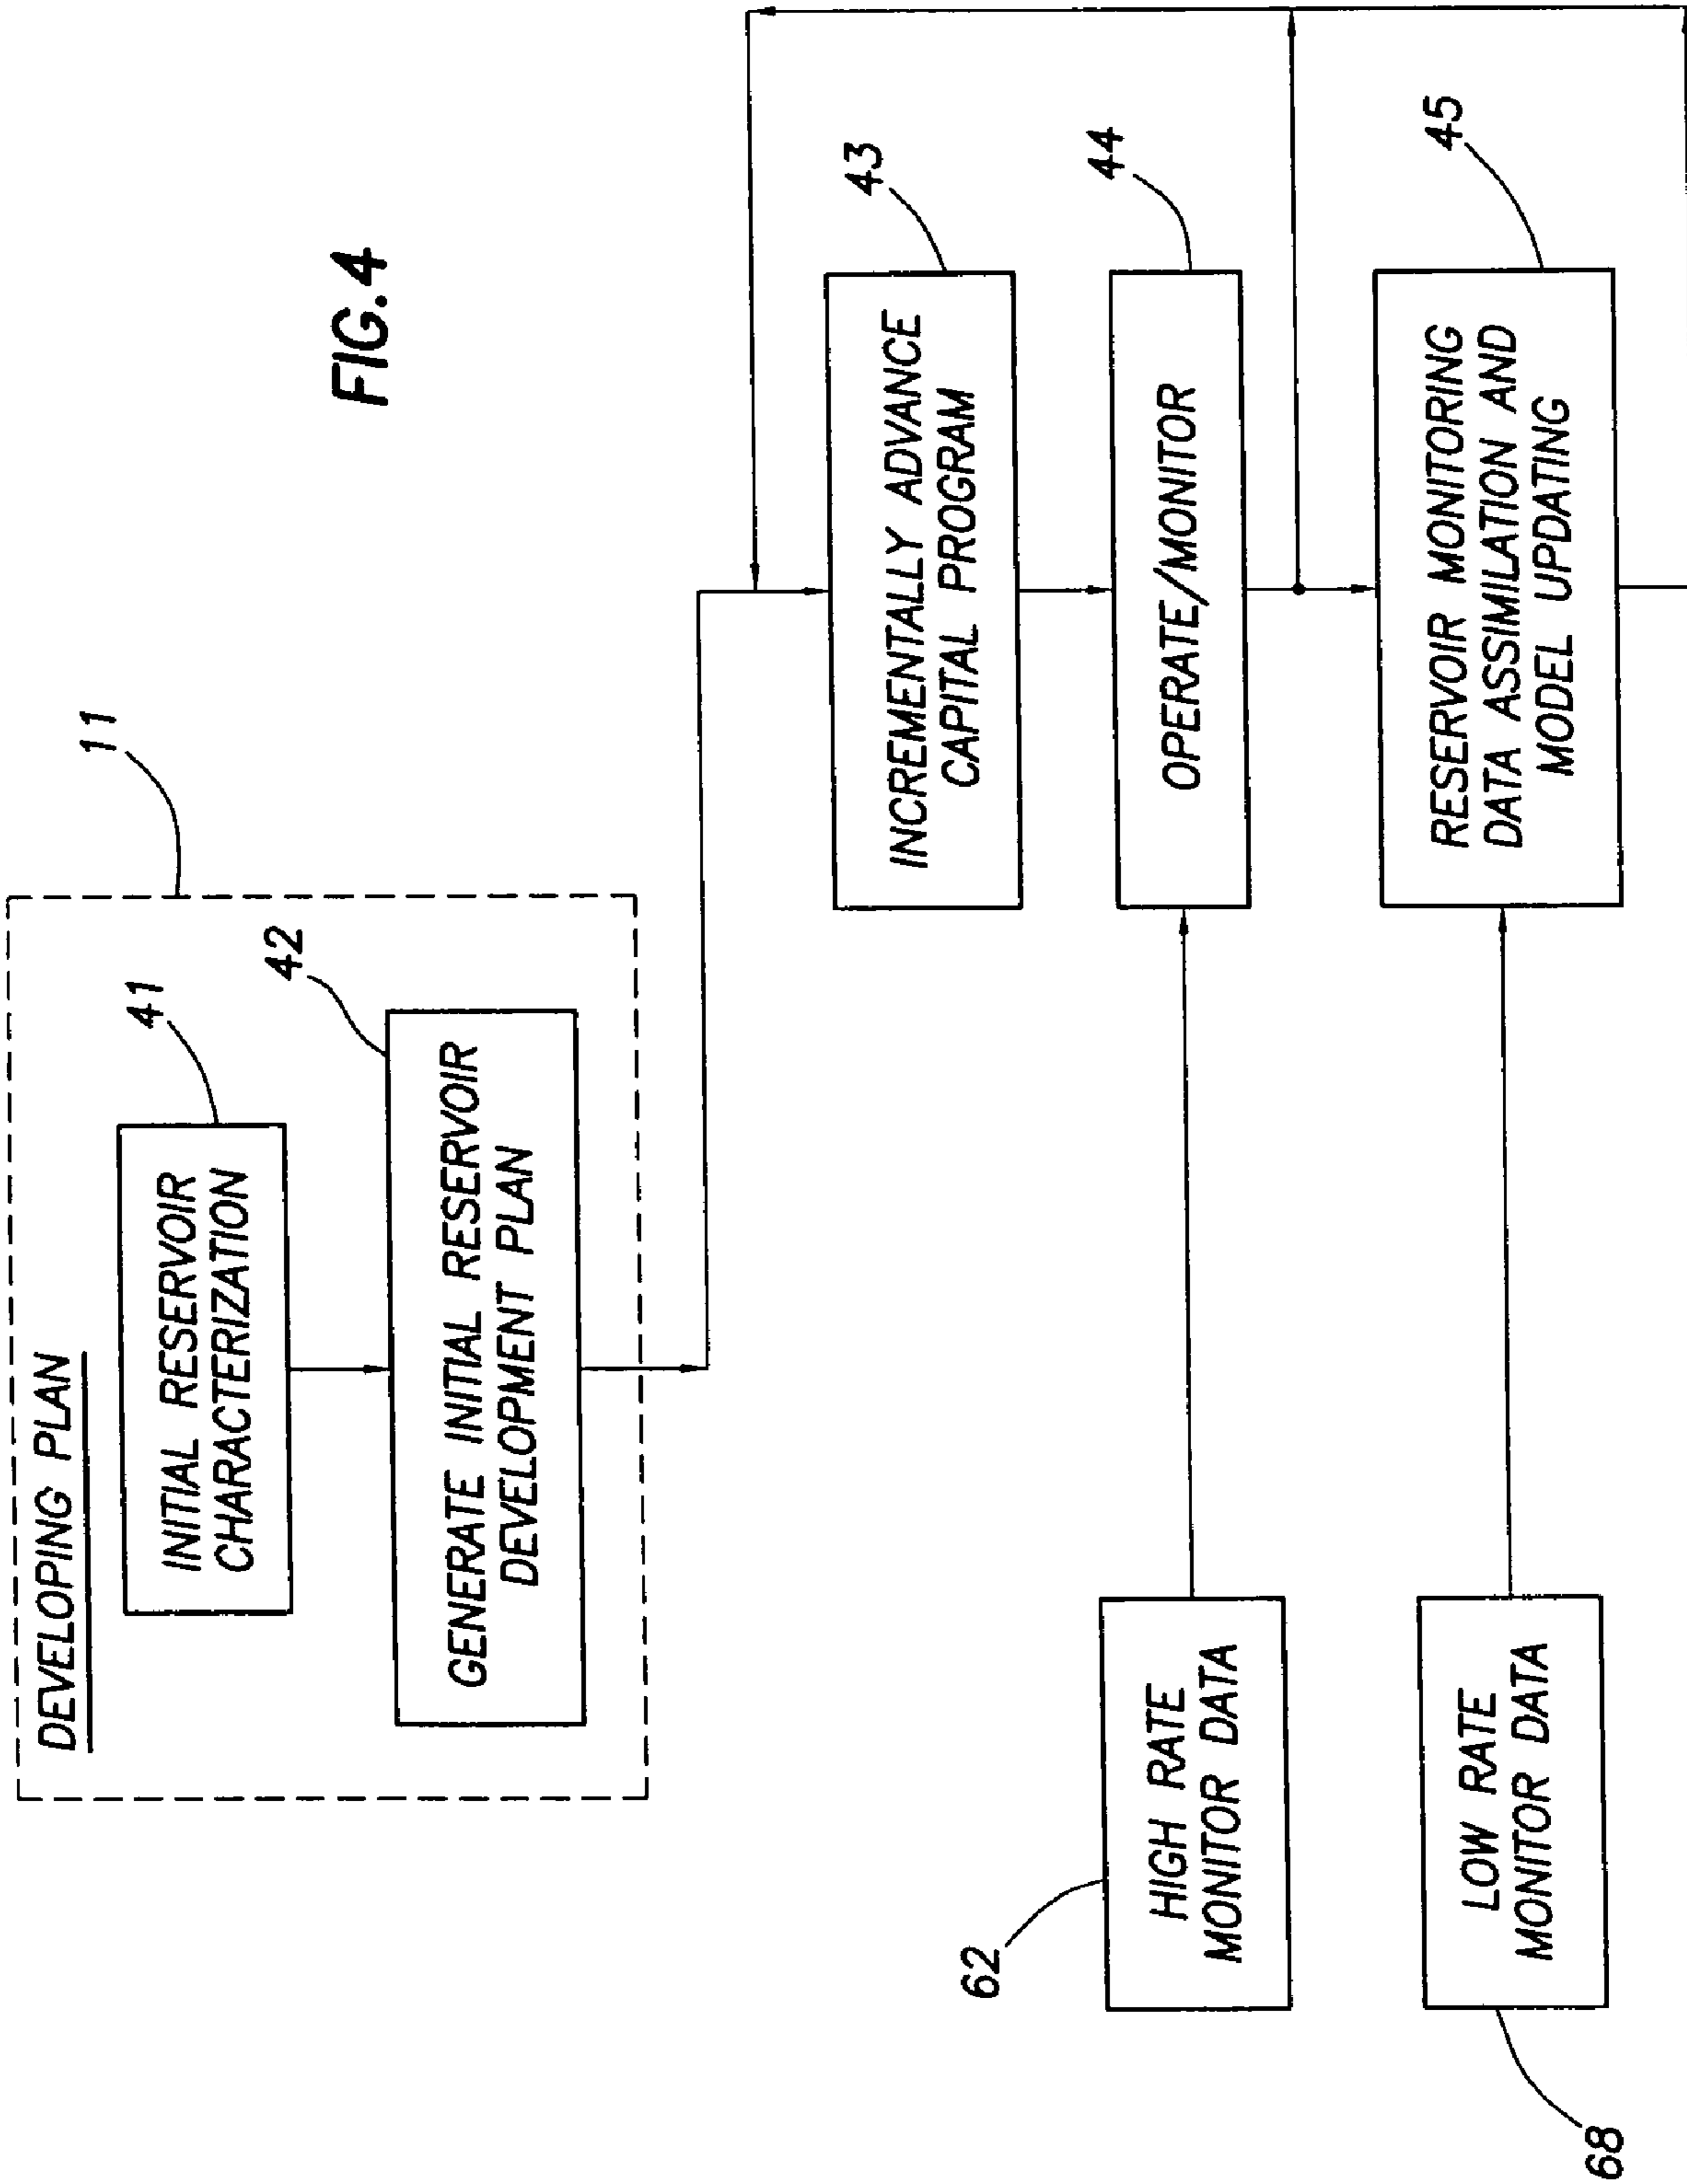 DEVELOPING PLAN
11
41
INITIAL RESERVOIR
CHARACTERIZATION
42
GENERATE INITIAL RESERVOIR
DEVELOPMENT PLAN
FIG.4
43
INCREMENTALLY ADVANCE
CAPITAL PROGRAM
62
HIGH RATE
MONITOR DATA
44
OPERATE/MONITOR
68
LOW RATE
MONITOR DATA
45
RESERVOIR MONITORING
DATA ASSIMILATION AND
MODEL UPDATING